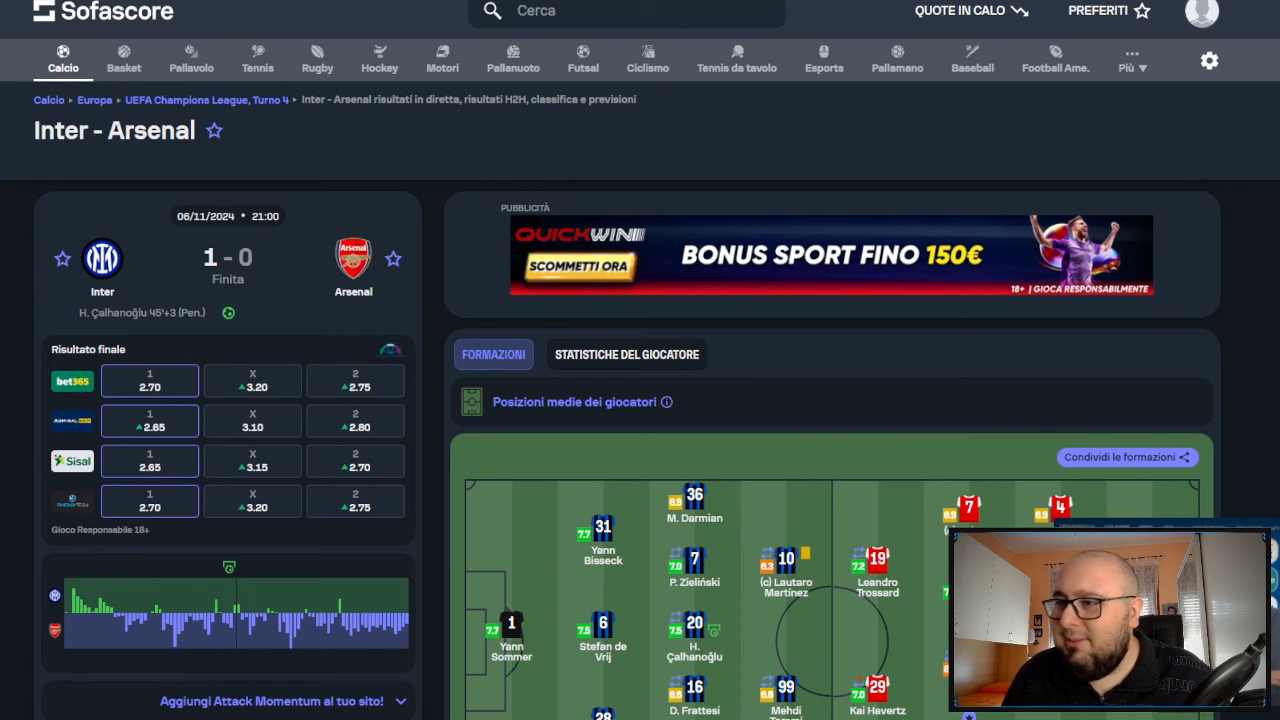 Sofascore
Cerca
QUOTE IN CALO
PREFERITI
Calcio
Basket
Pallavolo
Tennis
Rugby
Hockey
Motori
Pallanuoto
Futsal
Ciclismo
Tennis da tavolo
Esports
Pallamano
Baseball
Football Ame.
Più
Calcio
Europa
UEFA Champions League, Turno 4
Inter - Arsenal risultati in diretta, risultati H2H, classifica e previsioni
Inter - Arsenal
06/11/2024 • 21:00
1 - 0
Finita
Inter
Arsenal
Arsenal
H. Çalhanoğlu 45'+3 (Pen.)
Risultato finale
bet365
1
2.70
X
3.20
2
2.75
1
2.65
X
3.10
2
2.80
Sisal
1
2.65
X
3.15
2
2.70
1
2.70
X
3.20
2
2.75
Gioco Responsabile 18+
Aggiungi Attack Momentum al tuo sito!
PUBBLICITÀ
QUICKWIN
SCOMMETTI ORA
BONUS SPORT FINO 150€
18+ | GIOCA RESPONSABILMENTE
FORMAZIONI
STATISTICHE DEL GIOCATORE
Posizioni medie dei giocatori
Condividi le formazioni
36
6.9
M. Darmian
7
6.9
4
6.9
31
7.7
Yann
Bisseck
7
7.0
P. Zieliński
10
6.3
(c) Lautaro
Martínez
19
7.2
Leandro
Trossard
1
7.7
Yann
Sommer
6
7.5
Stefan de
Vrij
20
7.5
H.
Çalhanoğlu
16
6.6
D. Frattesi
99
6.6
Mehdi
29
7.0
Kai Havertz
28